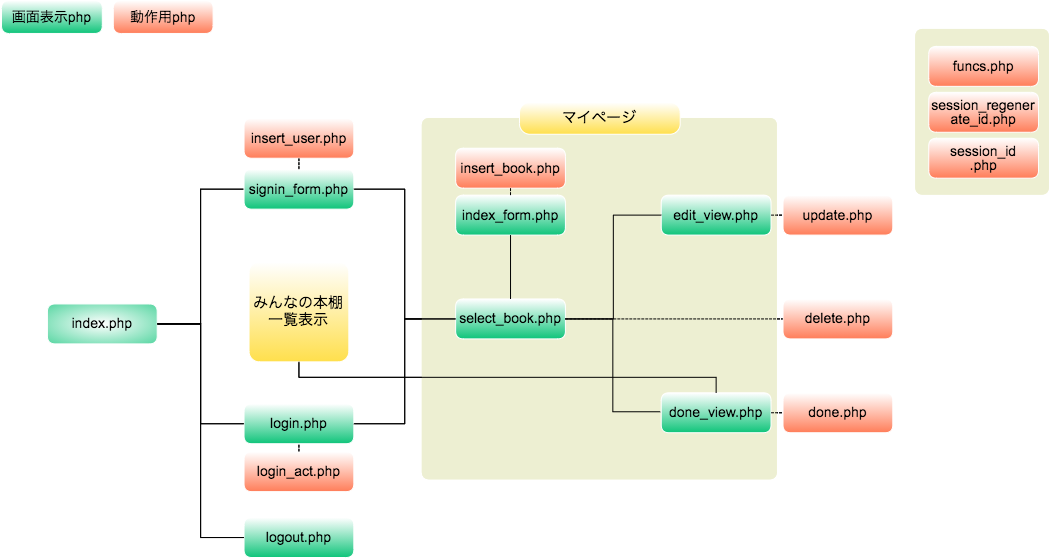 画面表示php
動作用php
funcs.php
session_regener
ate_id.php
session_id
.php
マイページ
insert_user.php
signin_form.php
insert_book.php
index_form.php
edit_view.php
update.php
みんなの本棚
一覧表示
index.php
select_book.php
delete.php
login.php
login_act.php
done_view.php
done.php
logout.php